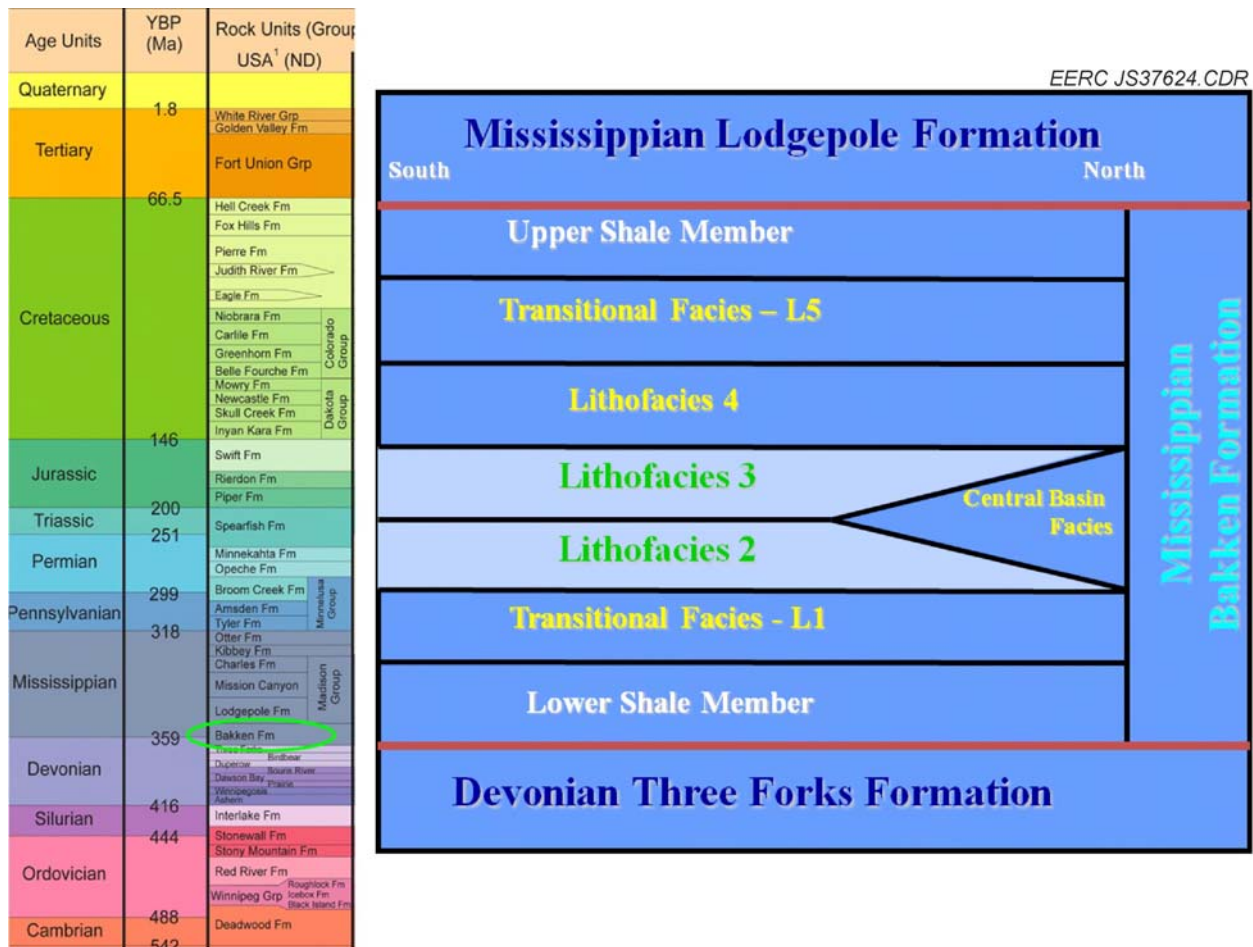 Age Units
YBP
(Ma)
Rock Units (Group
USA1 (ND)
Quaternary
1.8
White River Grp
Golden Valley Fm
Tertiary
Fort Union Grp
66.5
Hell Creek Fm
Fox Hills Fm
Pierre Fm
Judith River Fm
Eagle Fm
Cretaceous
Niobrara Fm
Carlile Fm
Greenhorn Fm
Belle Fourche Fm
Colorado
Group
Mowry Fm
Newcastle Fm
Skull Creek Fm
Inyan Kara Fm
Dakota
Group
146
Swift Fm
Jurassic
Rierdon Fm
Piper Fm
200
Triassic
Spearfish Fm
251
Permian
Minnekahta Fm
Opeche Fm
299
Broom Creek Fm
Pennsylvanian
Amsden Fm
Tyler Fm
Minnelusa
Group
318
Otter Fm
Kibbey Fm
Mississippian
Charles Fm
Mission Canyon
Lodgepole Fm
Madison
Group
359
Bakken Fm
Devonian
Three Forks
Birdbear
Duperow
Souris River
Dawson Bay
Prairie
Winnipegosis
Ashern
416
Silurian
Interlake Fm
444
Stonewall Fm
Stony Mountain Fm
Ordovician
Red River Fm
Winnipeg Grp
Roughlock Fm
Icebox Fm
Black Island Fm
488
Cambrian
Deadwood Fm
542
EERC JS37624.CDR
Mississippian Lodgepole Formation
South
North
Upper Shale Member
Transitional Facies – L5
Lithofacies 4
Lithofacies 3
Central Basin
Facies
Lithofacies 2
Transitional Facies - L1
Lower Shale Member
Mississippian
Bakken Formation
Devonian Three Forks Formation